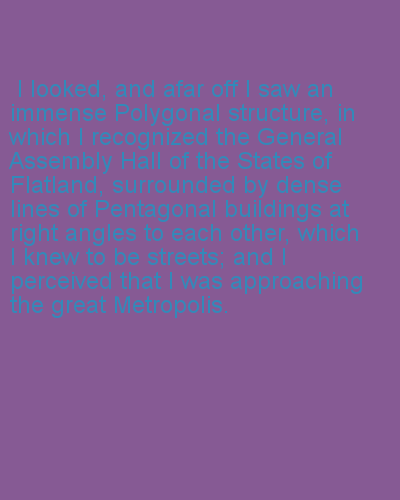 I looked, and afar off I saw an
immense Polygonal structure, in
which I recognized the General
Assembly Hall of the States of
Flatland, surrounded by dense
lines of Pentagonal buildings at
right angles to each other, which
I knew to be streets; and I
perceived that I was approaching
the great Metropolis.